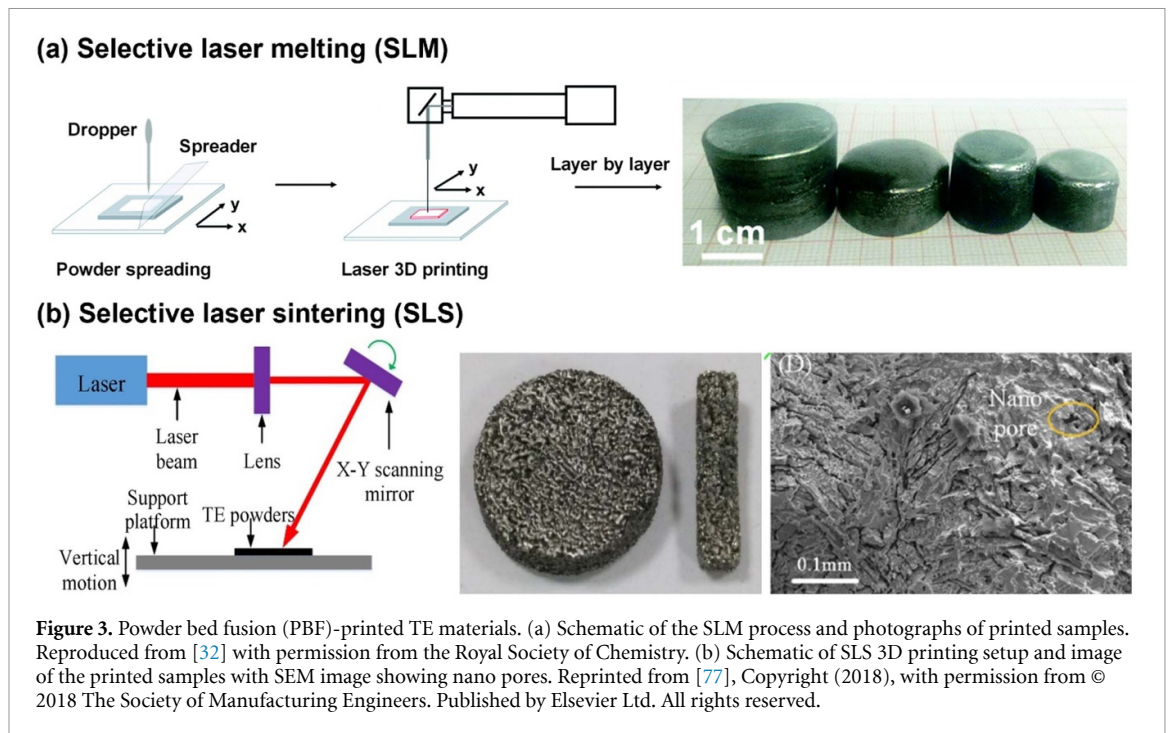 (a) Selective laser melting (SLM)
Dropper
Spreader
y
x
Powder spreading
y
x
Laser 3D printing
Layer by layer
1 cm
(b) Selective laser sintering (SLS)
Laser
Laser
beam
Lens
X-Y scanning
mirror
Support
platform
TE powders
Vertical
motion
(D)
Nano
pore
0.1mm
Figure 3. Powder bed fusion (PBF)-printed TE materials. (a) Schematic of the SLM process and photographs of printed samples.
Reproduced from [32] with permission from the Royal Society of Chemistry. (b) Schematic of SLS 3D printing setup and image
of the printed samples with SEM image showing nano pores. Reprinted from [77], Copyright (2018), with permission from ©
2018 The Society of Manufacturing Engineers. Published by Elsevier Ltd. All rights reserved.